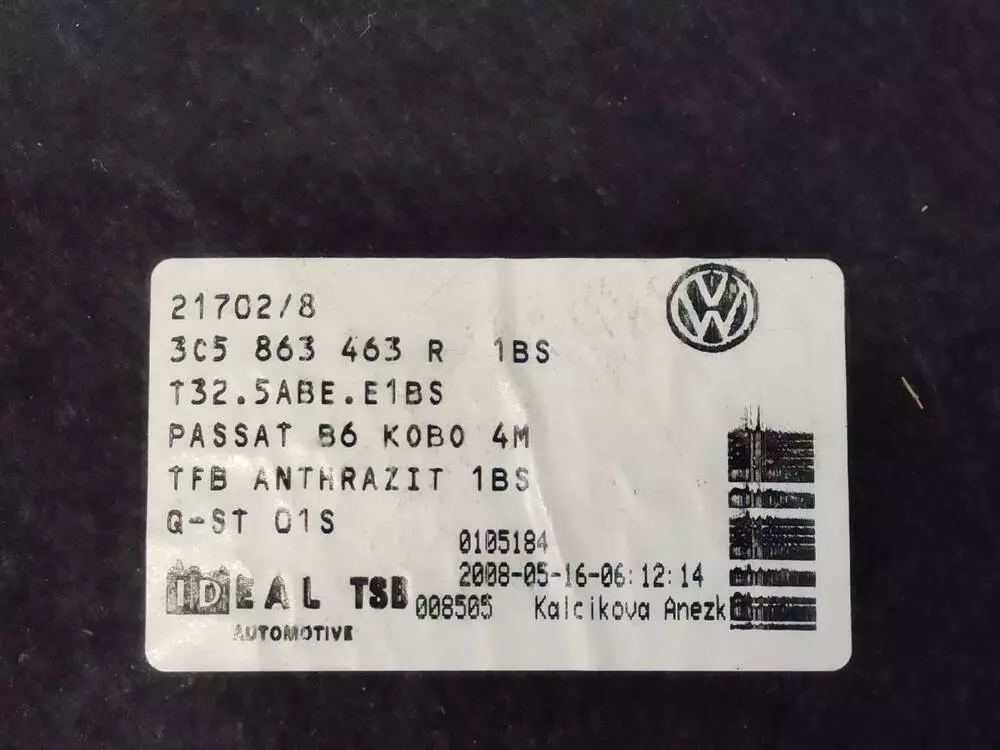 21702/8
3C5 863 463 R 1BS
T32.5ABE.E1BS
PASSAT B6 KOBO 4M
TFB ANTHRAZIT 1BS
Q-ST 01S
0105184
2008-05-16-06:12:14
IDEAL TSB 008505 Kalcikova Anezk
AUTOMOTIVE